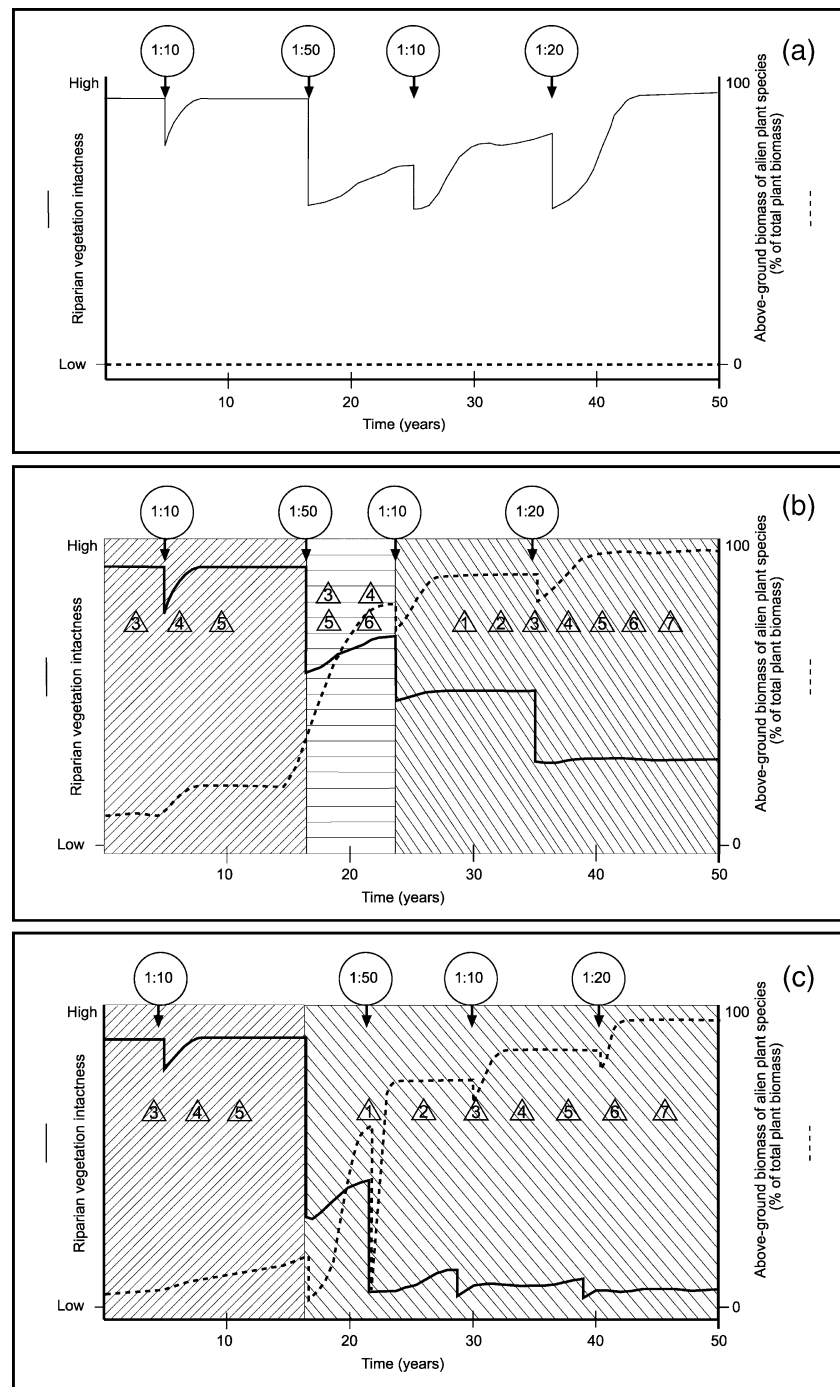 (a)
1:10 1:50 1:10 1:20
High 100
Riparian vegetation intactness
Above-ground biomass of alien plant species
(% of total plant biomass)
Low 0
10 20 30 40 50
Time (years)
(b)
1:10 1:50 1:10 1:20
High 100
3 4
3 4 5 5 6 1 2 3 4 5 6 7
Riparian vegetation intactness
Above-ground biomass of alien plant species
(% of total plant biomass)
Low 0
10 20 30 40 50
Time (years)
(c)
1:10 1:50 1:10 1:20
High 100
3 4 5 1 2 3 4 5 6 7
Riparian vegetation intactness
Above-ground biomass of alien plant species
(% of total plant biomass)
Low 0
10 20 30 40 50
Time (years)